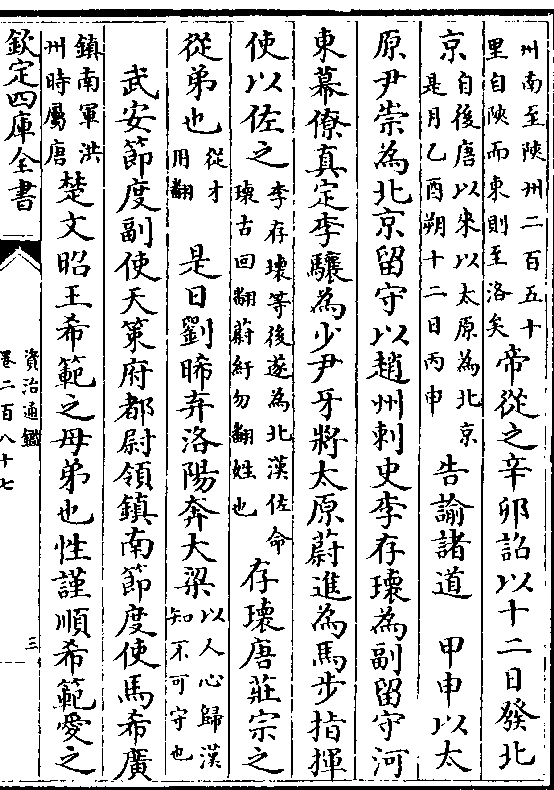 州南至陜州二百五十
里自陜而東則至洛矣
帝從之辛卯詔以十二日發北
京
自後唐以來以太原為北京
是月乙酉朔十二日丙申
告諭諸道　甲申以太
原尹崇為北京留守以趙州刺史李存瓌為副留守河
東幕僚真定李驤為少尹牙將太原蔚進為馬步指揮
使以佐之
李存瓌等後遂為北漢佐命
瓌古回翻蔚紆勿翻姓也
存瓌唐莊宗之
從弟也
從才
用翻
是日劉晞弃洛陽奔大梁
以人心歸漢
知不可守也
武安節度副使天策府都尉領鎮南節度使馬希廣
鎮南軍洪
州時屬唐
楚文昭王希範之母弟也性謹順希範愛之
欽定四庫全書
資治通鑑
卷二百八十七
三